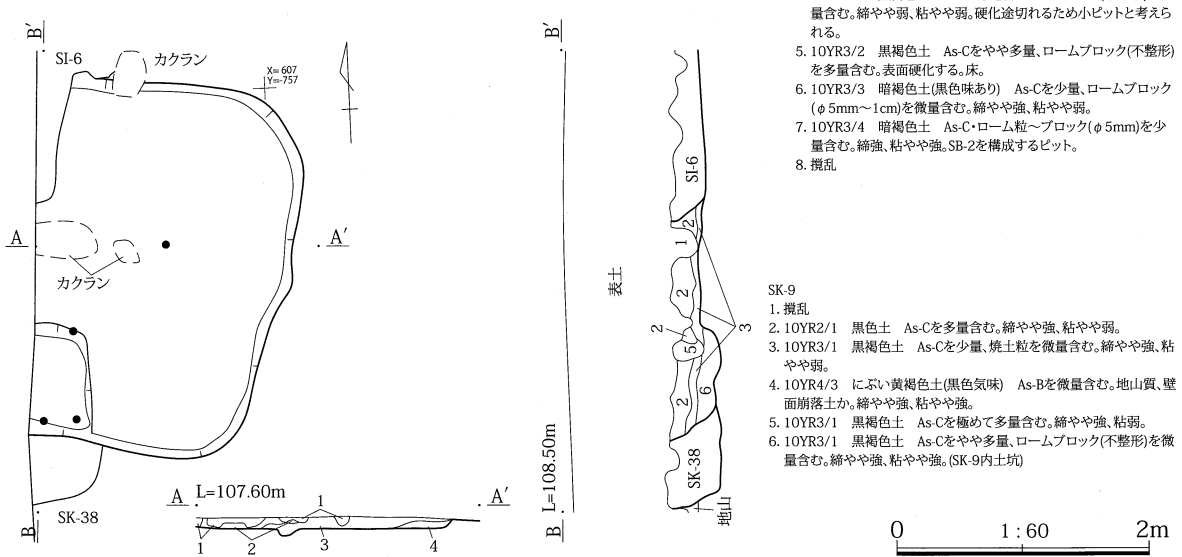 量含む。締やや弱、粘やや弱。硬化途切れるため小ピットと考えら
れる。
5. 10YR3/2　黒褐色土　As-Cをやや多量、ロームブロック(不整形)
を多量含む。表面硬化する。床。
6. 10YR3/3　暗褐色土(黒色味あり)　As-Cを少量、ロームブロック
(φ5mm～1cm)を微量含む。締やや強、粘やや弱。
7. 10YR3/4　暗褐色土　As-C・ローム粒～ブロック(φ5mm)を少
量含む。締強、粘やや強。SB-2を構成するピット。
8. 撹乱
B'
SI-6
カクラン
X=607
Y=-757
A
A'
カクラン
SK-38
B
A
L=107.60m
A'
1
1
2
3
4
B'
L=108.50m
B
表土
SI-6
2
1
2
2
5
3
6
2
SK-38
地山
SK-9
1. 撹乱
2. 10YR2/1　黒色土　As-Cを多量含む。締やや強、粘やや弱。
3. 10YR3/1　黒褐色土　As-Cを少量、焼土粒を微量含む。締やや強、粘
やや弱。
4. 10YR4/3　にぶい黄褐色土(黒色気味)　As-Bを微量含む。地山質、壁
面崩落土か。締やや強、粘やや強。
5. 10YR3/1　黒褐色土　As-Cを極めて多量含む。締やや強、粘弱。
6. 10YR3/1　黒褐色土　As-Cをやや多量、ロームブロック(不整形)を微
量含む。締やや強、粘やや強。(SK-9内土坑)
0
1:60
2m